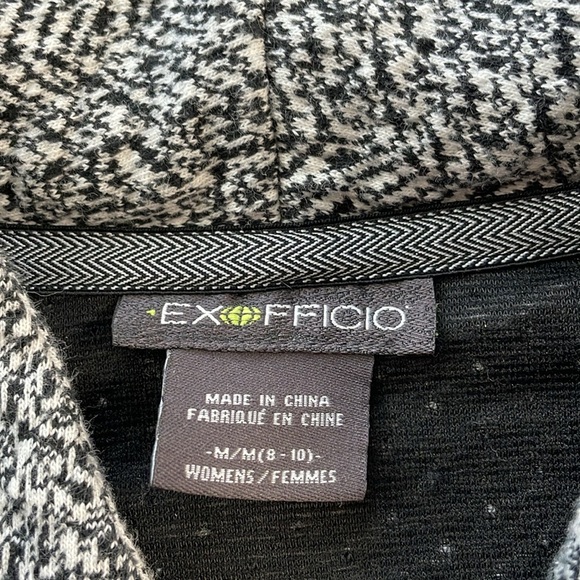 EXOFFICIO
MADE IN CHINA
FABRIQUÉ EN CHINE
-M/M(8-10)-
WOMENS/FEMMES